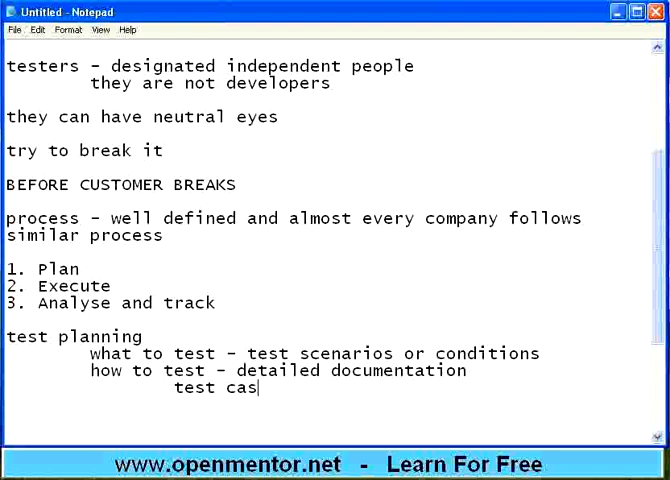 Untitled - Notepad
File Edit Format View Help
testers - designated independent people
they are not developers
they can have neutral eyes
try to break it
BEFORE CUSTOMER BREAKS
process - well defined and almost every company follows
similar process
1. Plan
2. Execute
3. Analyse and track
test planning
what to test - test scenarios or conditions
how to test - detailed documentation
test cas
www.openmentor.net - Learn For Free